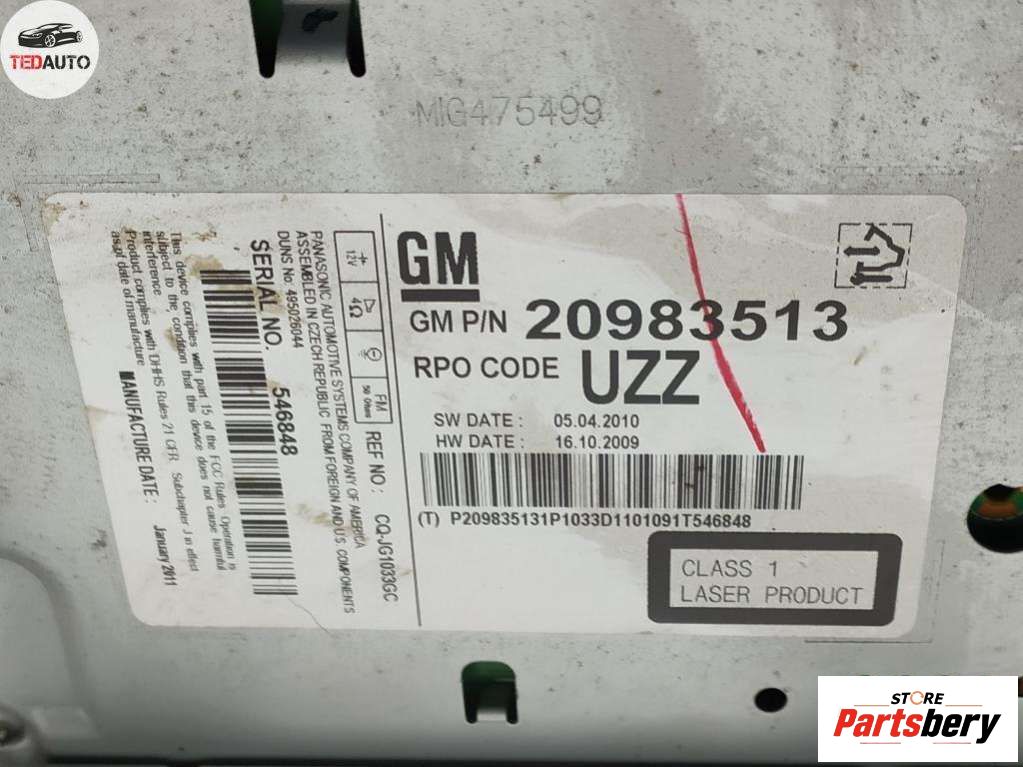 TEDAUTO
MIG475499
GM
GM P/N 20983513
RPO CODE UZZ
SW DATE : 05.04.2010
HW DATE : 16.10.2009
(T) P209835131P1033D1101091T546848
CLASS 1
LASER PRODUCT
12V
4Ω
FM
50 Ohms
REF NO : CQ-JG1033GC
PANASONIC AUTOMOTIVE SYSTEMS COMPANY OF AMERICA
ASSEMBLED IN CZECH REPUBLIC FROM FOREIGN AND U.S. COMPONENTS
DUNS No. 495026044
SERIAL NO. 546848
This device complies with part 15 of the FCC Rules. Operation is
subject to the condition that this device does not cause harmful
interference.
Product complies with DHHS Rules 21 CFR, Subchapter J in effect
as of date of manufacture
MANUFACTURE DATE : January 2011
STORE
Partsbery